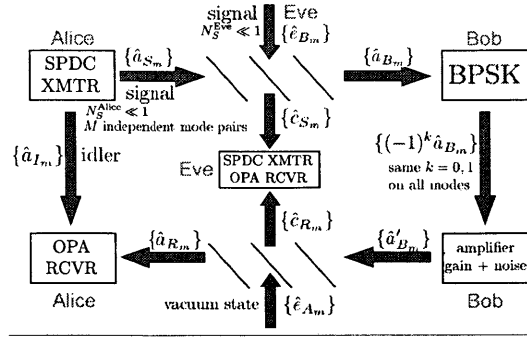 signal
N_S^Eve ≪ 1
Eve
{ê_{B_m}}
Alice
SPDC
XMTR
{â_{S_m}}
signal
N_S^Alice ≪ 1
M independent mode pairs
{â_{B_m}}
Bob
BPSK
{ĉ_{S_m}}
{â_{I_m}}
idler
Eve
SPDC XMTR
OPA RCVR
{(-1)^k â_{B_m}}
same k = 0, 1
on all modes
{ĉ_{R_m}}
OPA
RCVR
Alice
{â_{R_m}}
{â'_{B_m}}
amplifier
gain + noise
Bob
vacuum state
{ê_{A_m}}